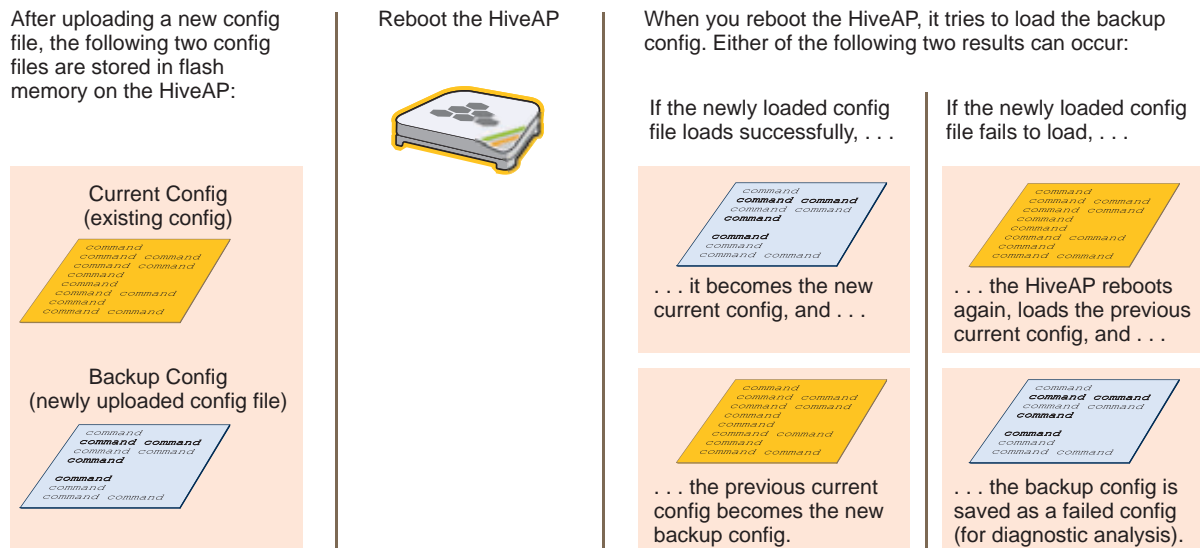 After uploading a new config
file, the following two config
files are stored in flash
memory on the HiveAP:
Current Config
(existing config)
command
command command
command command
command
command
command command
command
command command
Backup Config
(newly uploaded config file)
command
command command
command command
command
command
command
command command
Reboot the HiveAP
When you reboot the HiveAP, it tries to load the backup
config. Either of the following two results can occur:
If the newly loaded config
file loads successfully, . . .
command
command command
command command
command
command
command
command command
. . . it becomes the new
current config, and . . .
command
command command
command command
command
command
command command
command
command command
. . . the previous current
config becomes the new
backup config.
If the newly loaded config
file fails to load, . . .
command
command command
command command
command
command
command command
command
command command
. . . the HiveAP reboots
again, loads the previous
current config, and . . .
command
command command
command command
command
command
command
command command
. . . the backup config is
saved as a failed config
(for diagnostic analysis).